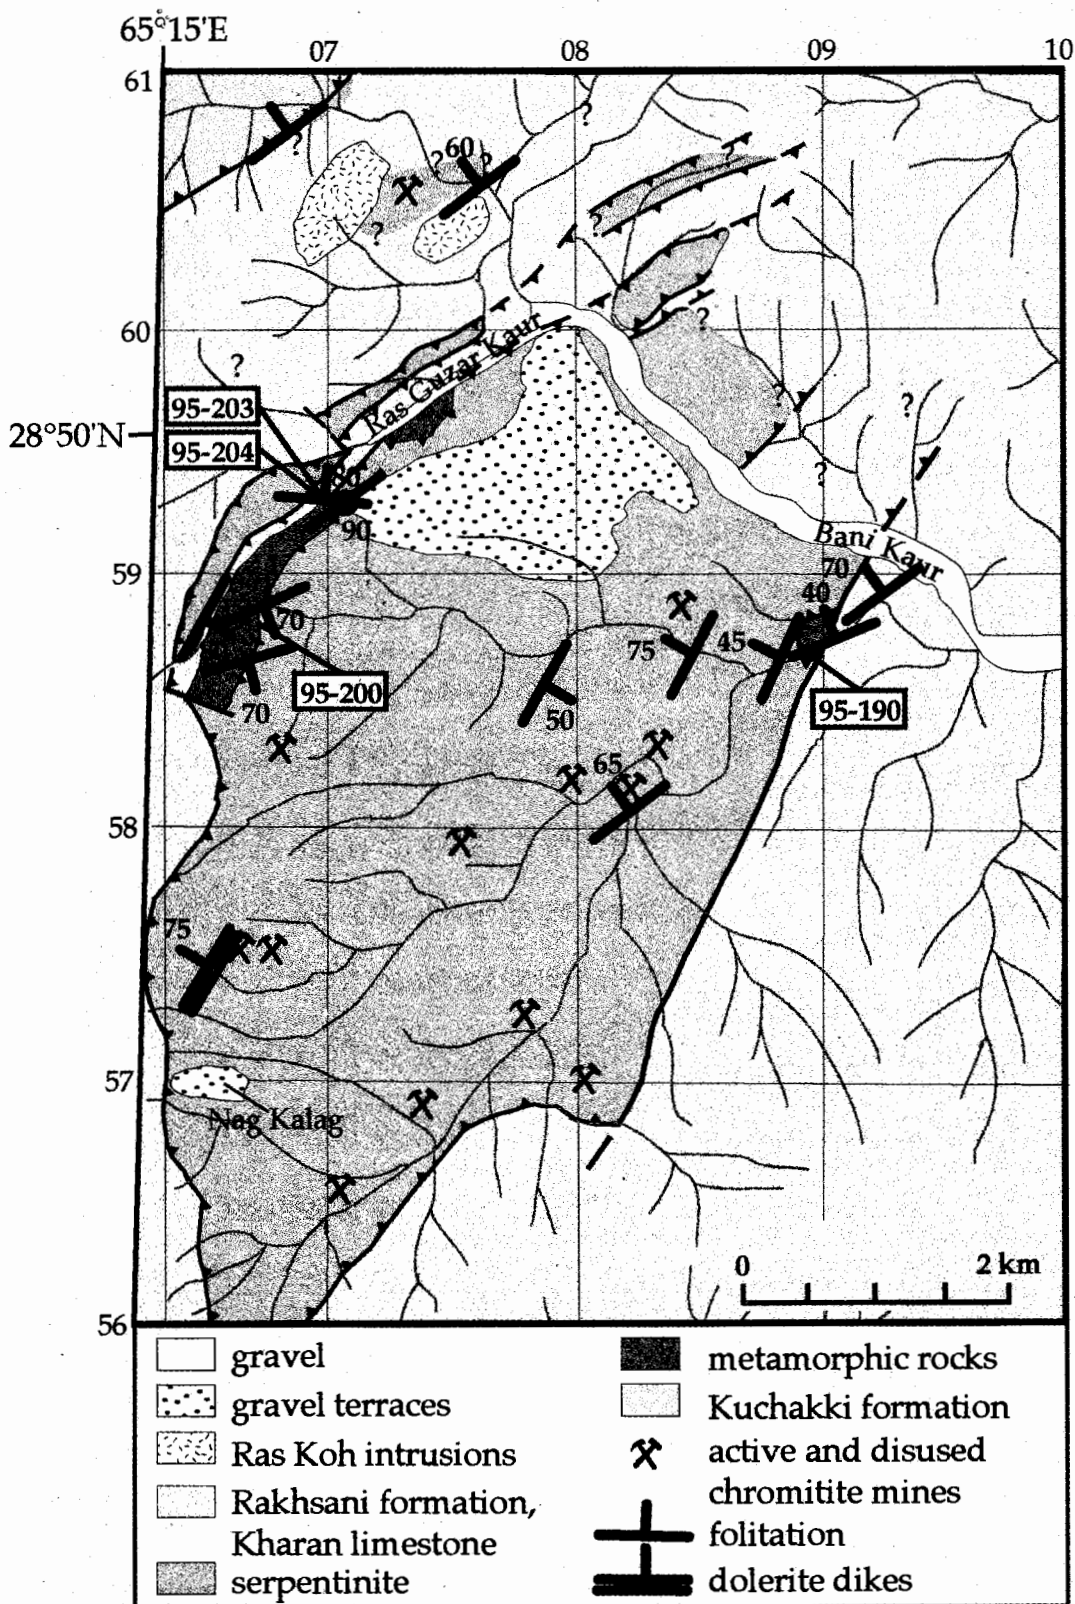 65°15'E
07
08
09
10
61
?
?
60
?
?
?
?
?
60
?
Ras Guzar Kaur
?
?
?
95-203
28°50'N
95-204
80
?
90
Bani Kaur
59
70
40
70
75
45
95-200
50
95-190
70
65
58
75
57
Nag Kalag
0
2 km
56
gravel
gravel terraces
Ras Koh intrusions
Rakhsani formation,
Kharan limestone
serpentinite
metamorphic rocks
Kuchakki formation
active and disused
chromitite mines
folitation
dolerite dikes